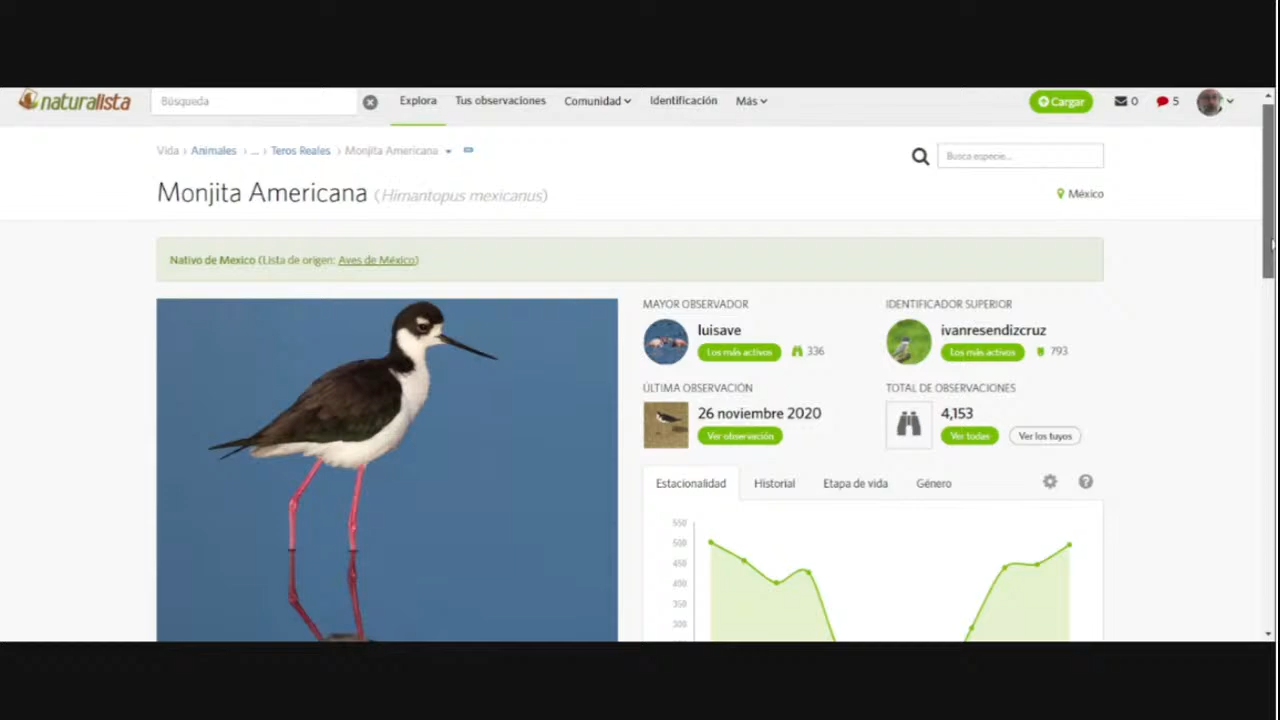 naturalista
Búsqueda
Explora
Tus observaciones
Comunidad
Identificación
Más
Cargar
0
5
Vida › Animales › ... › Teros Reales › Monjita Americana
Busca especie...
Monjita Americana (Himantopus mexicanus)
México
Nativo de Mexico (Lista de origen: Aves de México)
MAYOR OBSERVADOR
luisave
Los más activos
336
IDENTIFICADOR SUPERIOR
ivanresendizcruz
Los más activos
793
ÚLTIMA OBSERVACIÓN
26 noviembre 2020
Ver observación
TOTAL DE OBSERVACIONES
4,153
Ver todas
Ver los tuyos
Estacionalidad
Historial
Etapa de vida
Género
?
550
500
450
400
350
300